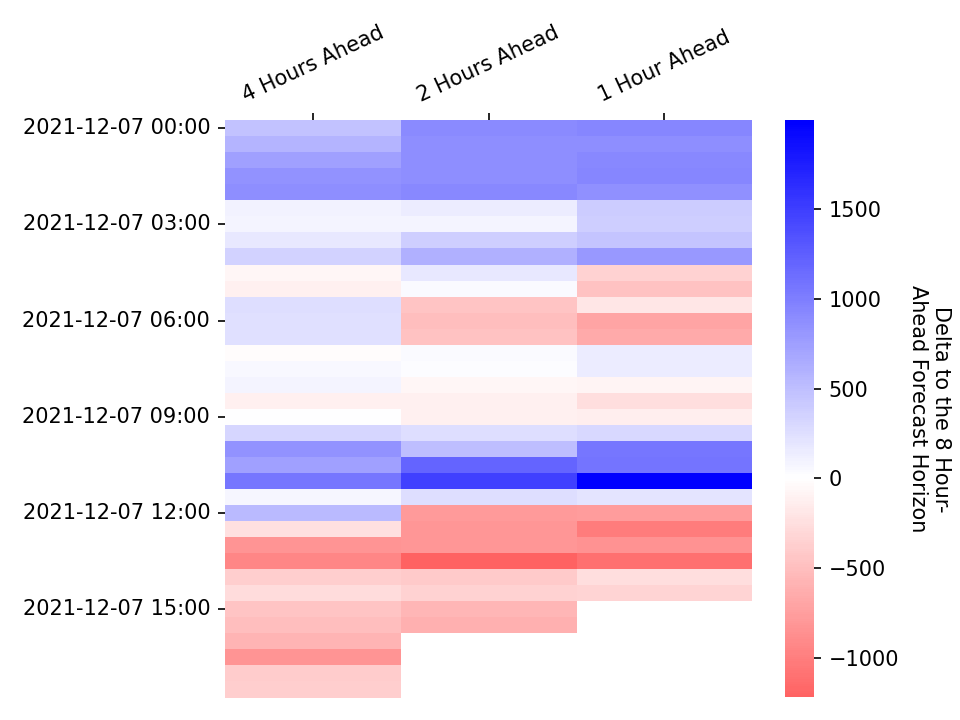 4 Hours Ahead
2 Hours Ahead
1 Hour Ahead
2021-12-07 00:00
2021-12-07 03:00
2021-12-07 06:00
2021-12-07 09:00
2021-12-07 12:00
2021-12-07 15:00
1500
1000
500
0
−500
−1000
Delta to the 8 Hour-
Ahead Forecast Horizon